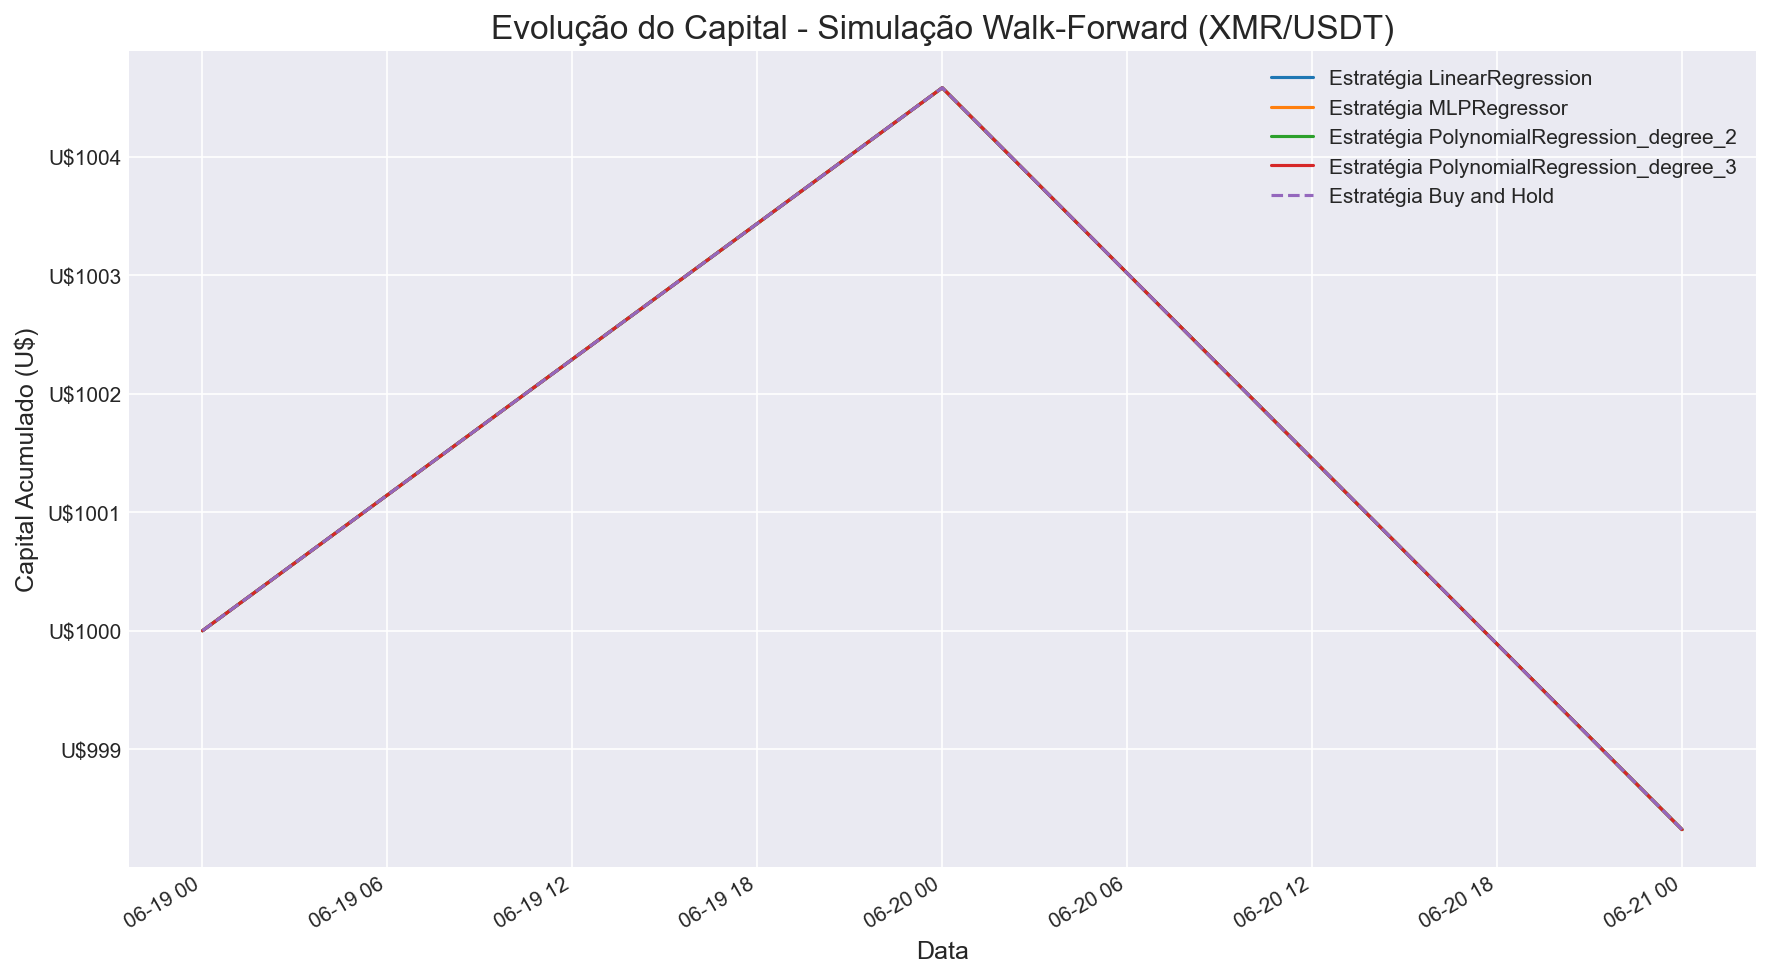 Evolução do Capital - Simulação Walk-Forward (XMR/USDT)
Estratégia LinearRegression
Estratégia MLPRegressor
Estratégia PolynomialRegression_degree_2
Estratégia PolynomialRegression_degree_3
Estratégia Buy and Hold
Capital Acumulado (U$)
U$1004
U$1003
U$1002
U$1001
U$1000
U$999
06-19 00
06-19 06
06-19 12
06-19 18
06-20 00
06-20 06
06-20 12
06-20 18
06-21 00
Data